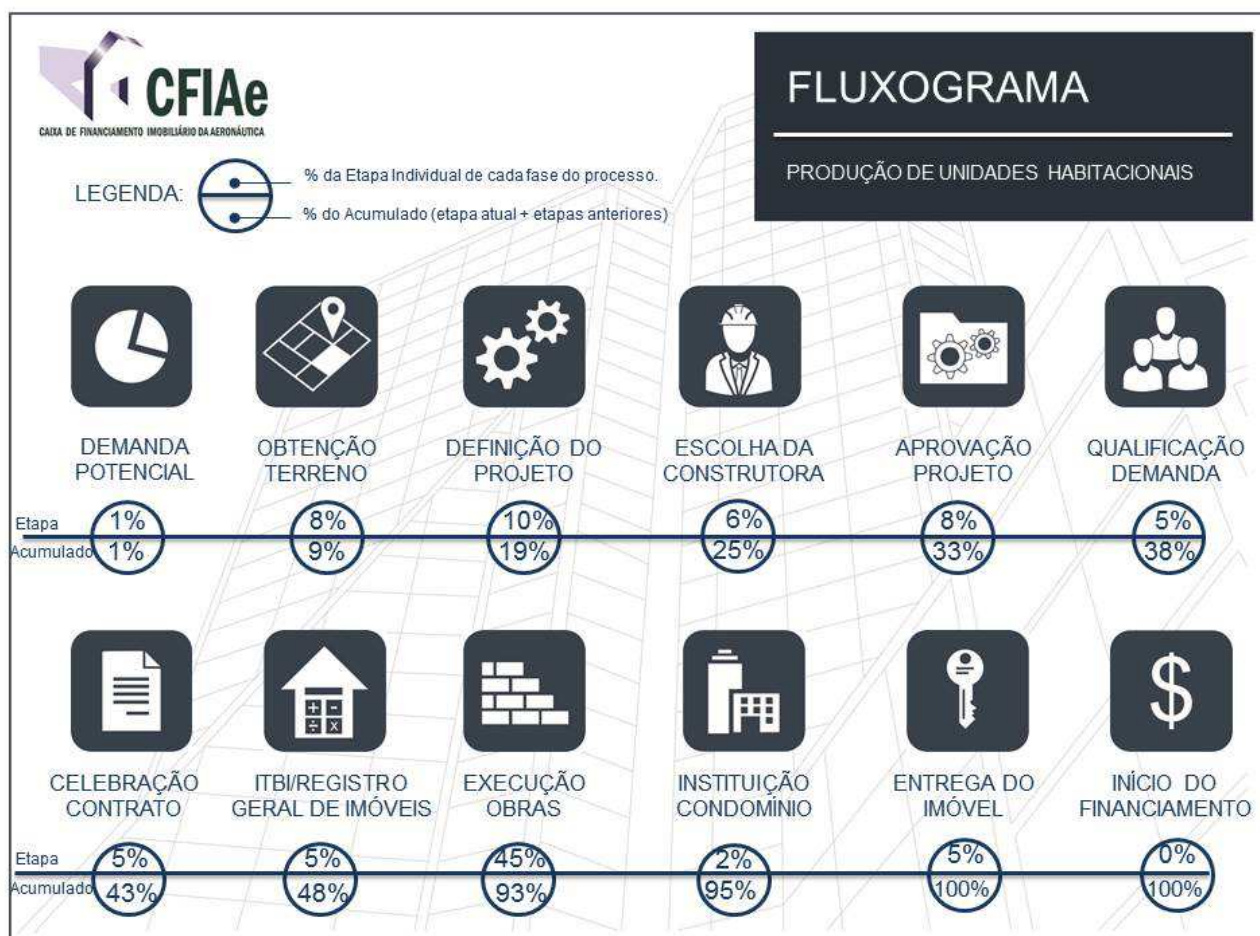 CFIAe
CAIXA DE FINANCIAMENTO IMOBILIÁRIO DA AERONÁUTICA
FLUXOGRAMA
PRODUÇÃO DE UNIDADES HABITACIONAIS
LEGENDA:
% da Etapa Individual de cada fase do processo.
% do Acumulado (etapa atual + etapas anteriores)
DEMANDA
POTENCIAL
OBTENÇÃO
TERRENO
DEFINIÇÃO DO
PROJETO
ESCOLHA DA
CONSTRUTORA
APROVAÇÃO
PROJETO
QUALIFICAÇÃO
DEMANDA
Etapa 1% 8% 10% 6% 8% 5%
Acumulado 1% 9% 19% 25% 33% 38%
$
CELEBRAÇÃO
CONTRATO
ITBI/REGISTRO
GERAL DE IMÓVEIS
EXECUÇÃO
OBRAS
INSTITUIÇÃO
CONDOMÍNIO
ENTREGA DO
IMÓVEL
INÍCIO DO
FINANCIAMENTO
Etapa 5% 5% 45% 2% 5% 0%
Acumulado 43% 48% 93% 95% 100% 100%